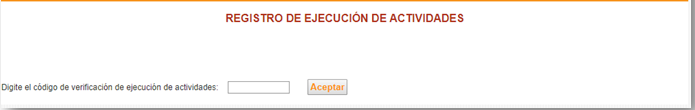 REGISTRO DE EJECUCIÓN DE ACTIVIDADES
Digite el código de verificación de ejecución de actividades: Aceptar